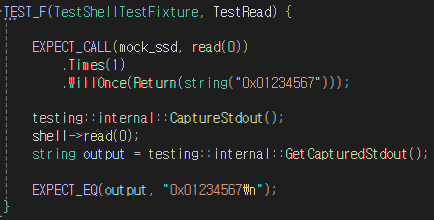 TEST_F(TestShellTestFixture, TestRead) {
EXPECT_CALL(mock_ssd, read(0))
.Times(1)
.WillOnce(Return(string("0x01234567")));
testing::internal::CaptureStdout();
shell->read(0);
string output = testing::internal::GetCapturedStdout();
EXPECT_EQ(output, "0x01234567₩n");
}